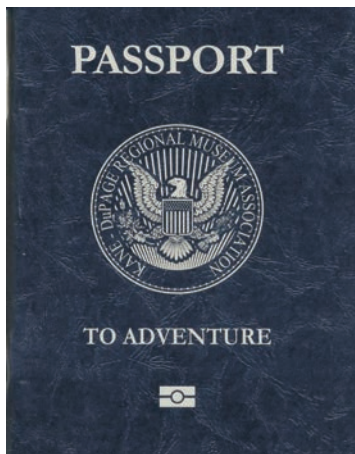 PASSPORT
KANE - DuPAGE REGIONAL MUSEUM ASSOCIATION
TO ADVENTURE